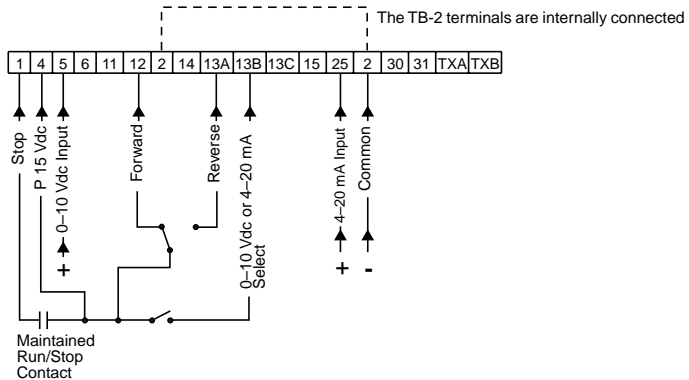 The TB-2 terminals are internally connected
1 4 5 6 11 12 2 14 13A 13B 13C 15 25 2 30 31 TXA TXB
Stop
P 15 Vdc
0–10 Vdc Input
+
Forward
Reverse
0–10 Vdc or 4–20 mA
Select
4–20 mA Input
+
Common
-
Maintained
Run/Stop
Contact